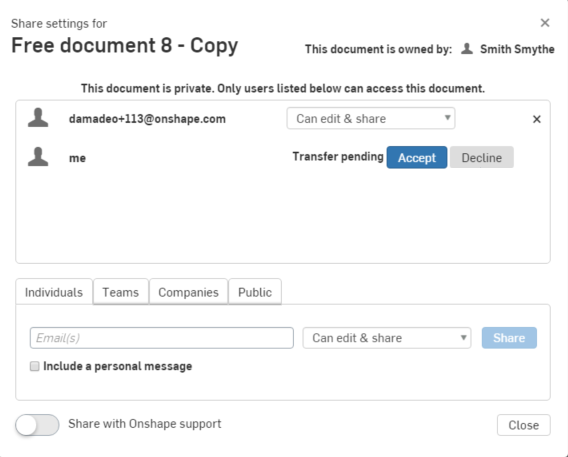 Share settings for
Free document 8 - Copy
This document is owned by: Smith Smythe
This document is private. Only users listed below can access this document.
damadeo+113@onshape.com Can edit & share
me Transfer pending Accept Decline
Individuals Teams Companies Public
Email(s) Can edit & share Share
Include a personal message
Share with Onshape support Close